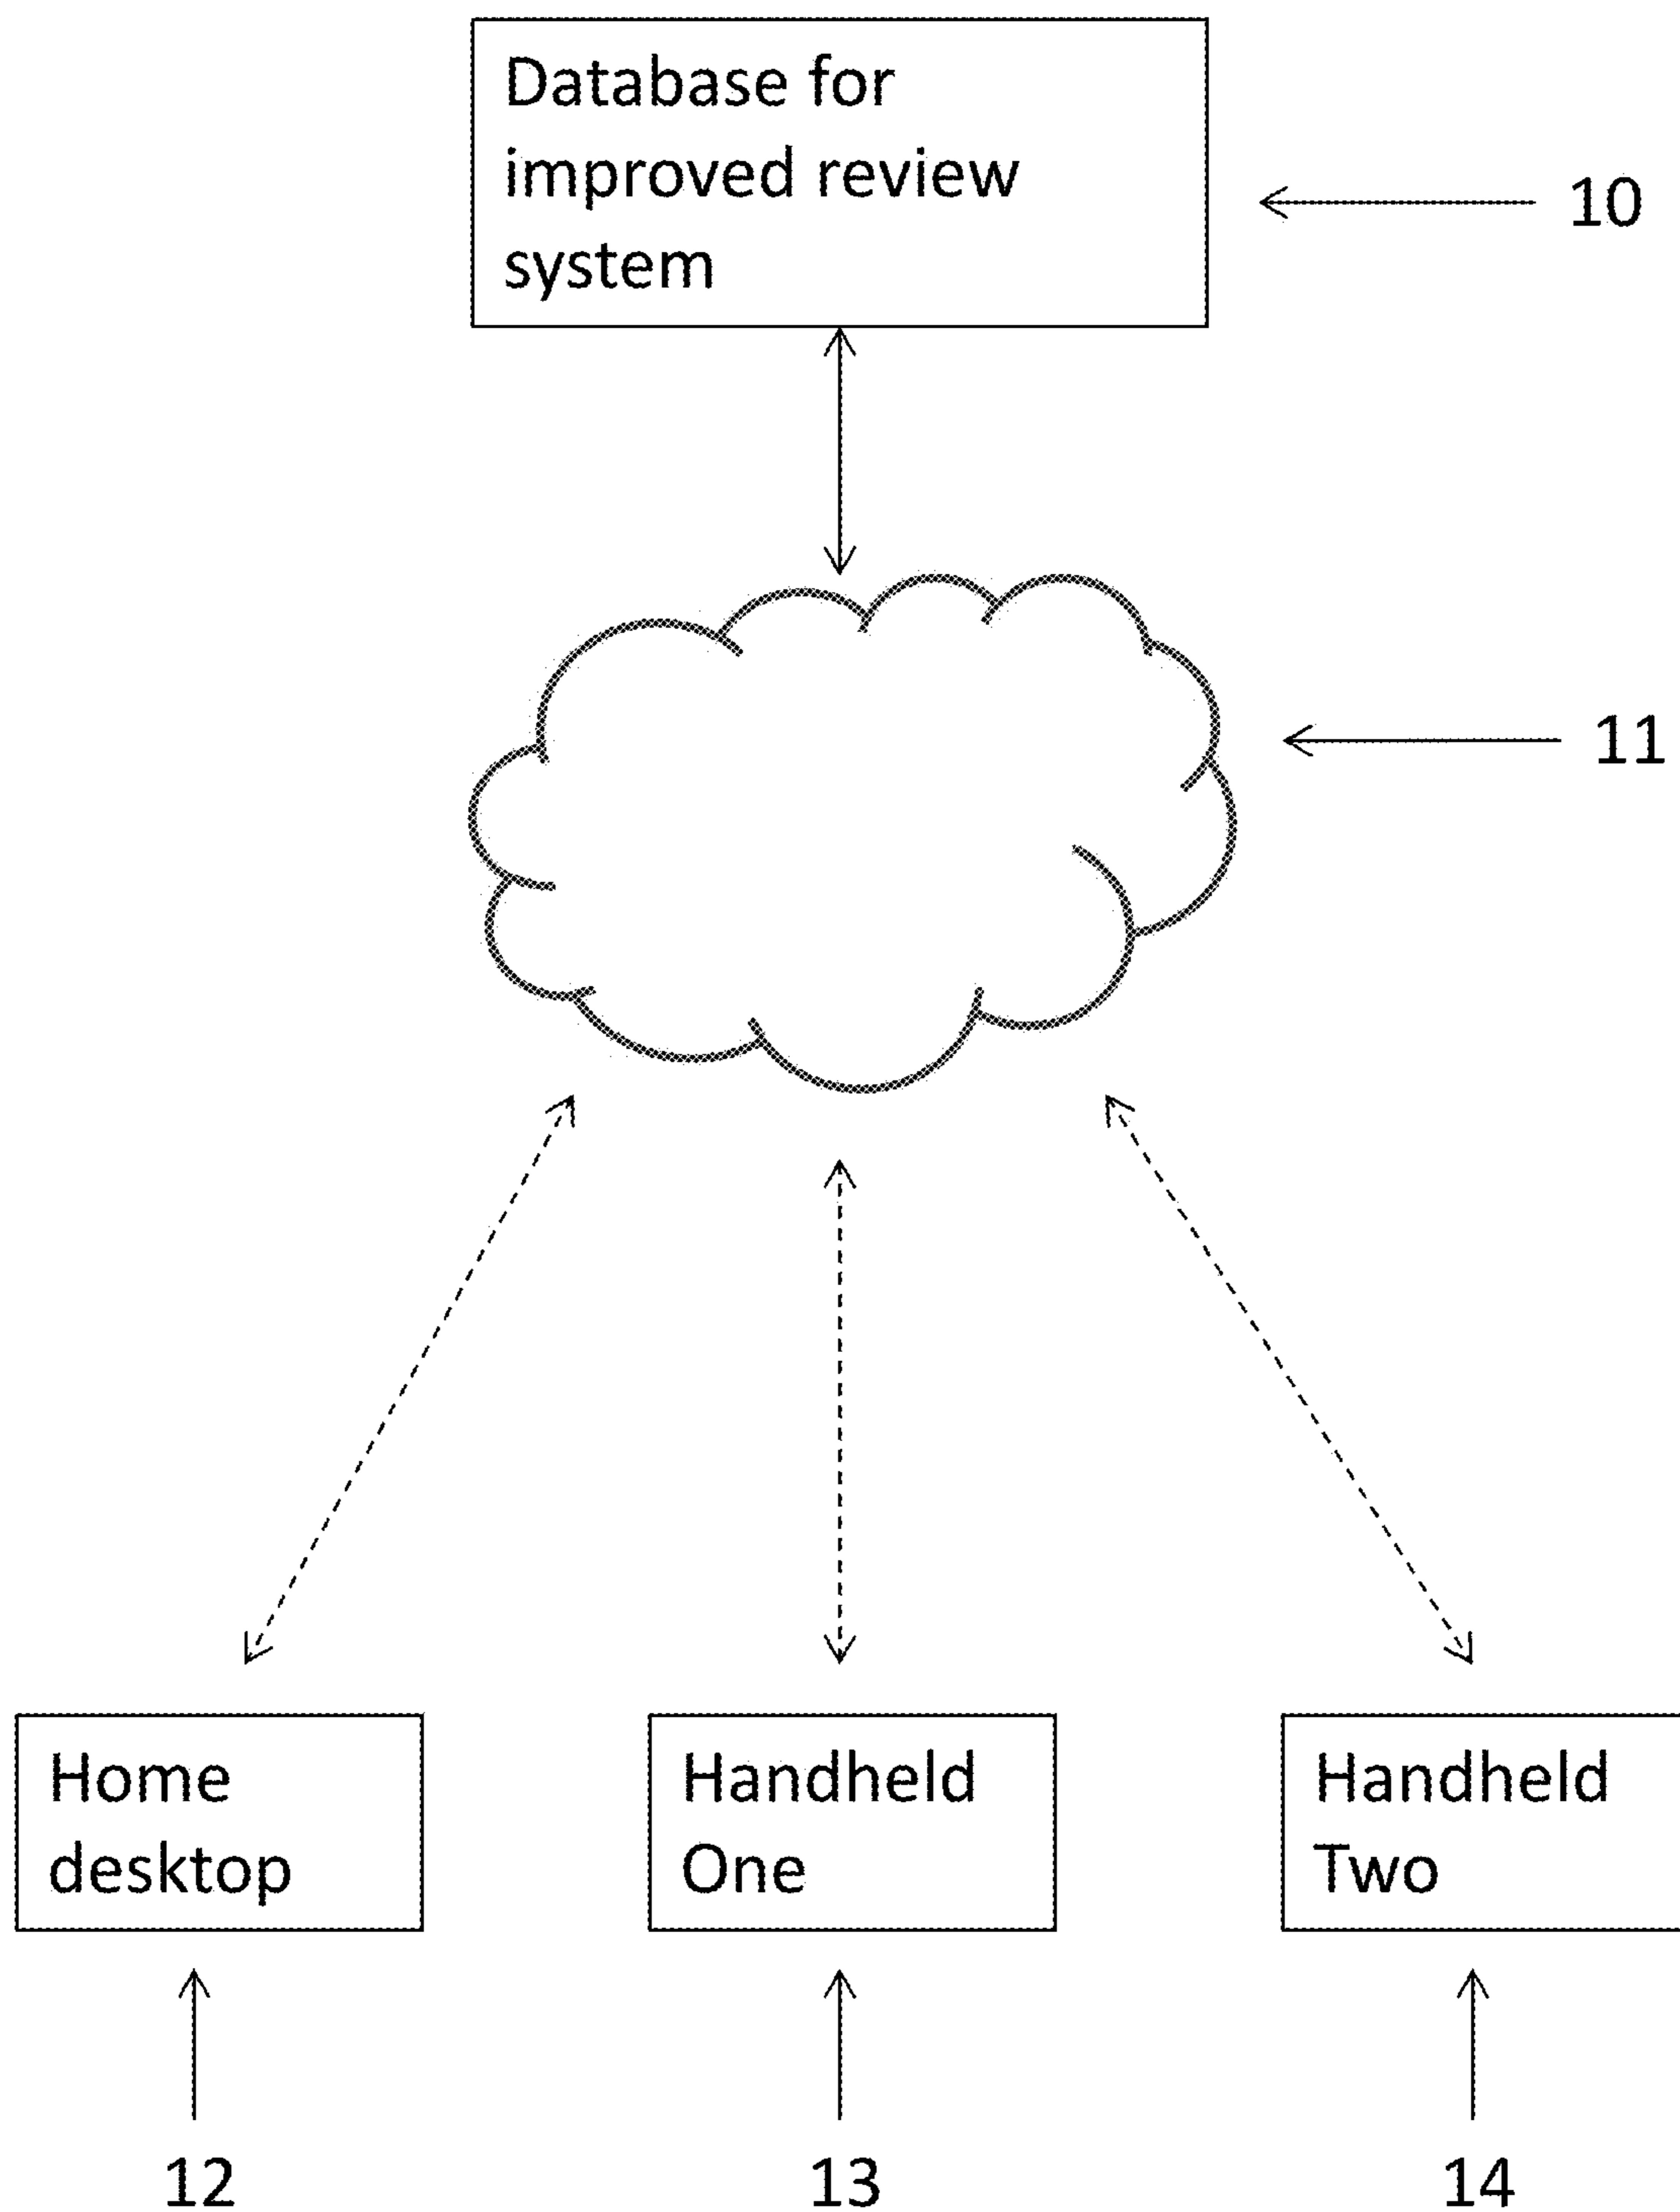 Database for
improved review
system
10
11
Home
desktop
Handheld
One
Handheld
Two
12
13
14